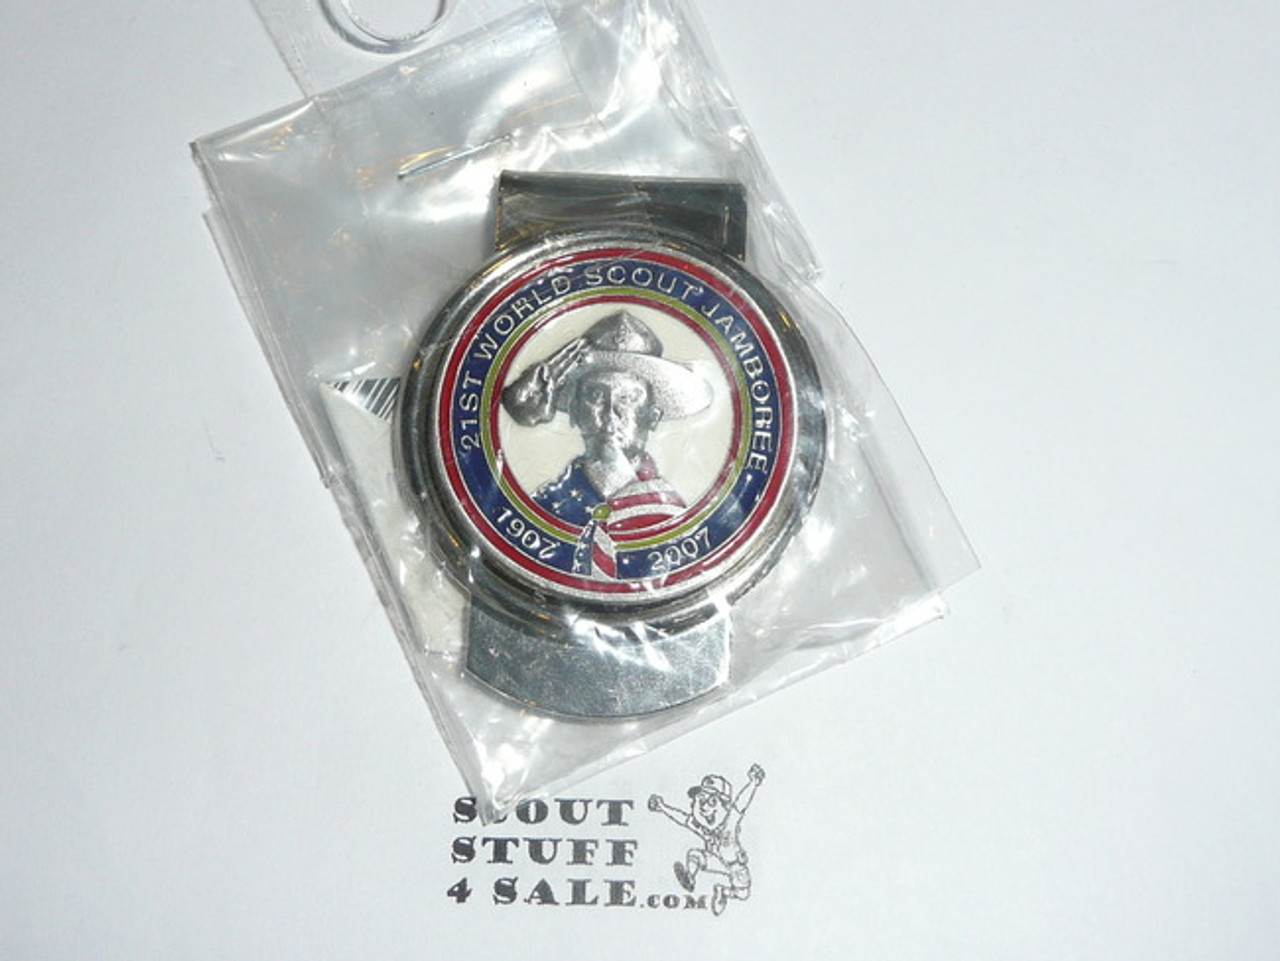 21ST WORLD SCOUT JAMBOREE
1907 2007
SCOUT
STUFF
4 SALE.com